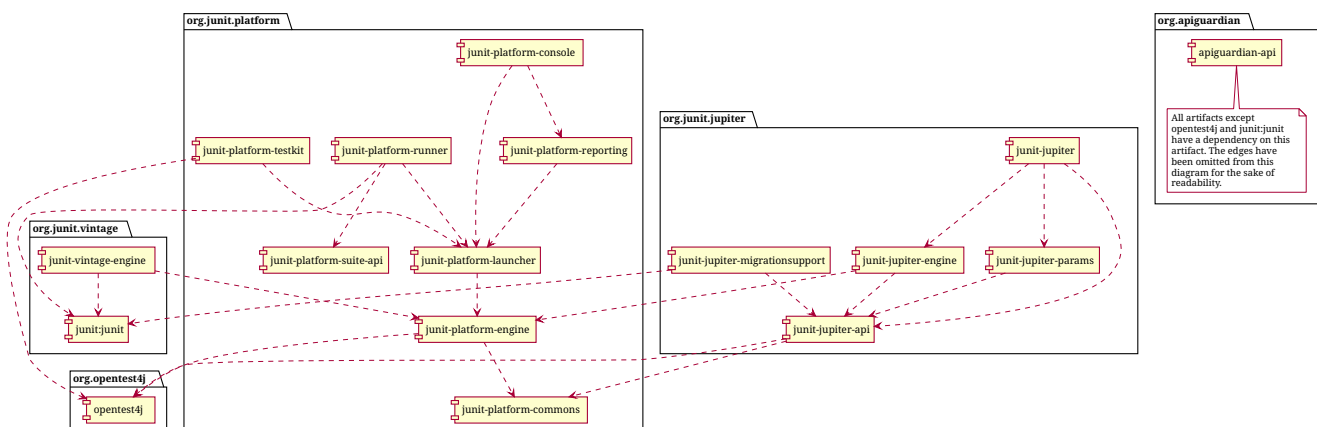 org.junit.platform
org.apiguardian
junit-platform-console
apiguardian-api
org.junit.jupiter
All artifacts except
opentest4j and junit:junit
have a dependency on this
artifact. The edges have
been omitted from this
diagram for the sake of
readability.
junit-platform-testkit
junit-platform-runner
junit-platform-reporting
junit-jupiter
org.junit.vintage
junit-vintage-engine
junit-platform-suite-api
junit-platform-launcher
junit-jupiter-migrationsupport
junit-jupiter-engine
junit-jupiter-params
junit:junit
junit-platform-engine
junit-jupiter-api
org.opentest4j
opentest4j
junit-platform-commons